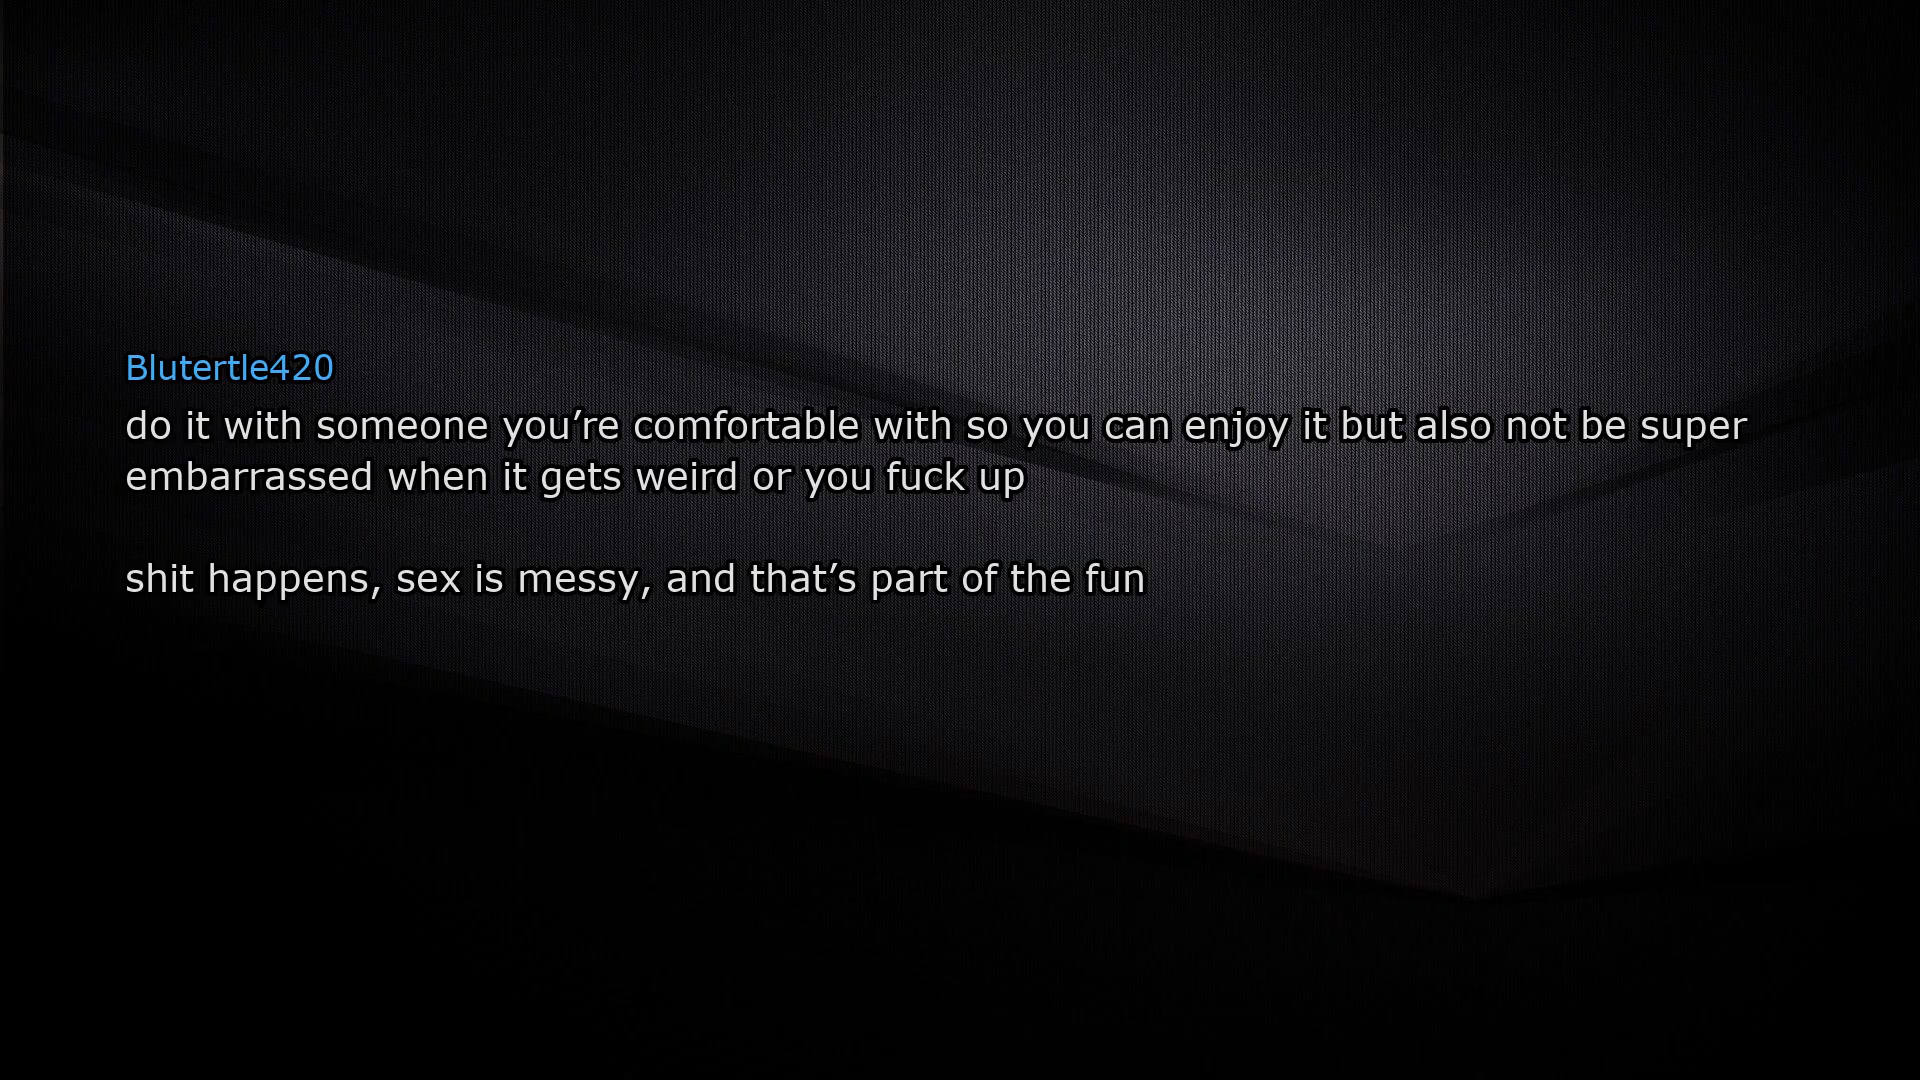 Blutertle420
do it with someone you’re comfortable with so you can enjoy it but also not be super
embarrassed when it gets weird or you fuck up
shit happens, sex is messy, and that’s part of the fun